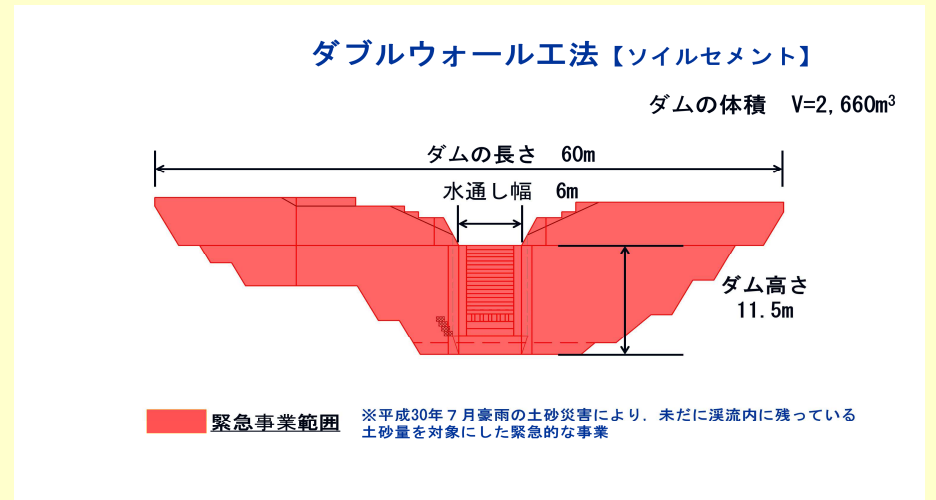 ダブルウォール工法【ソイルセメント】
ダムの体積　V=2,660m³
ダムの長さ　60m
水通し幅　6m
ダム高さ
11.5m
緊急事業範囲
※平成30年７月豪雨の土砂災害により．未だに渓流内に残っている
土砂量を対象にした緊急的な事業